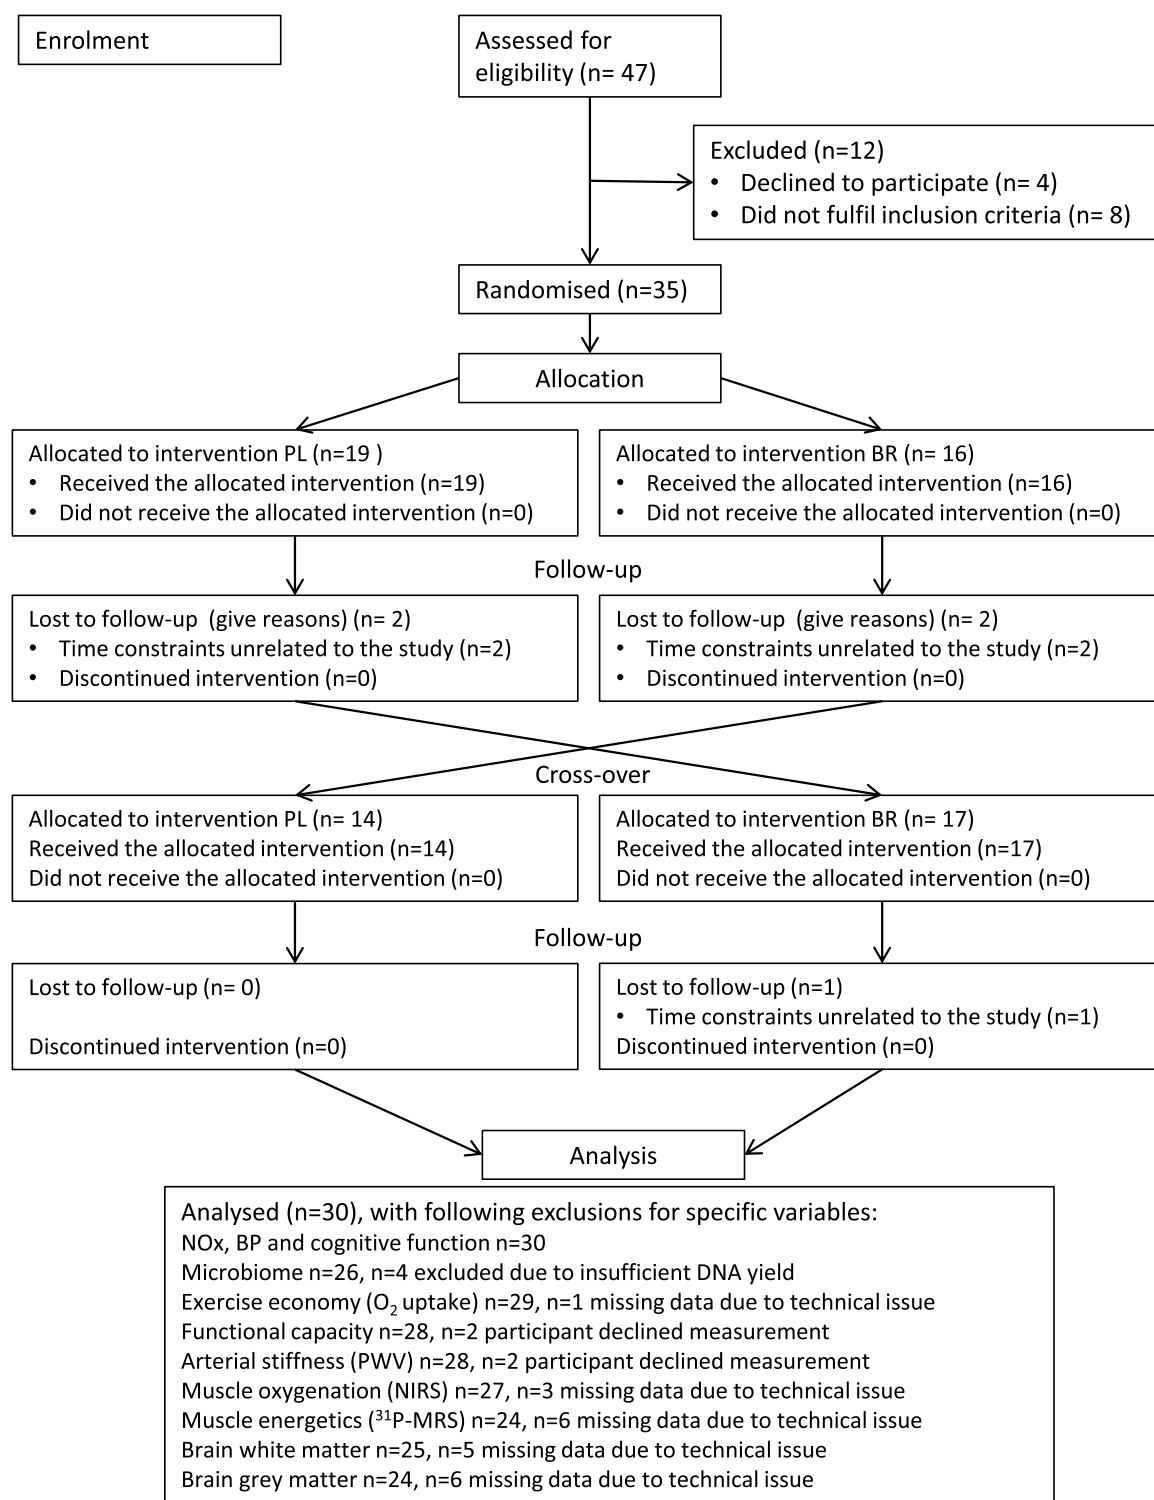 Enrolment
Assessed for
eligibility (n= 47)
Excluded (n=12)
• Declined to participate (n= 4)
• Did not fulfil inclusion criteria (n= 8)
Randomised (n=35)
Allocation
Allocated to intervention PL (n=19 )
• Received the allocated intervention (n=19)
• Did not receive the allocated intervention (n=0)
Allocated to intervention BR (n= 16)
• Received the allocated intervention (n=16)
• Did not receive the allocated intervention (n=0)
Follow-up
Lost to follow-up  (give reasons) (n= 2)
• Time constraints unrelated to the study (n=2)
• Discontinued intervention (n=0)
Lost to follow-up  (give reasons) (n= 2)
• Time constraints unrelated to the study (n=2)
• Discontinued intervention (n=0)
Cross-over
Allocated to intervention PL (n= 14)
Received the allocated intervention (n=14)
Did not receive the allocated intervention (n=0)
Allocated to intervention BR (n= 17)
Received the allocated intervention (n=17)
Did not receive the allocated intervention (n=0)
Follow-up
Lost to follow-up (n= 0)
Discontinued intervention (n=0)
Lost to follow-up (n=1)
• Time constraints unrelated to the study (n=1)
Discontinued intervention (n=0)
Analysis
Analysed (n=30), with following exclusions for specific variables:
NOx, BP and cognitive function n=30
Microbiome n=26, n=4 excluded due to insufficient DNA yield
Exercise economy (O₂ uptake) n=29, n=1 missing data due to technical issue
Functional capacity n=28, n=2 participant declined measurement
Arterial stiffness (PWV) n=28, n=2 participant declined measurement
Muscle oxygenation (NIRS) n=27, n=3 missing data due to technical issue
Muscle energetics (³¹P-MRS) n=24, n=6 missing data due to technical issue
Brain white matter n=25, n=5 missing data due to technical issue
Brain grey matter n=24, n=6 missing data due to technical issue